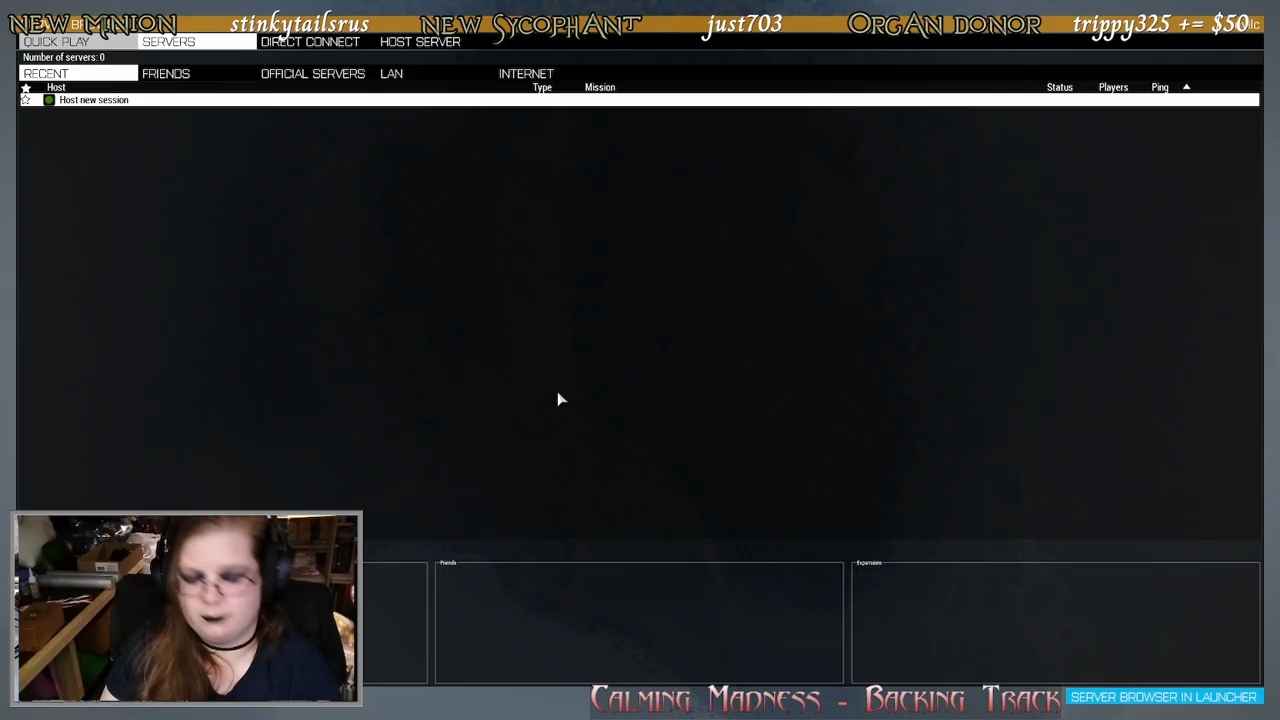 NEW MINION stinkytailsrus NEW SYCOPHANT just703 ORGAN DONOR trippy325 += $50
QUICK PLAY SERVERS DIRECT CONNECT HOST SERVER
Number of servers: 0
RECENT FRIENDS OFFICIAL SERVERS LAN INTERNET
Host Type Mission Status Players Ping
Host new session
Friends Expansions
CALMING MADNESS - BACKING TRACK SERVER BROWSER IN LAUNCHER